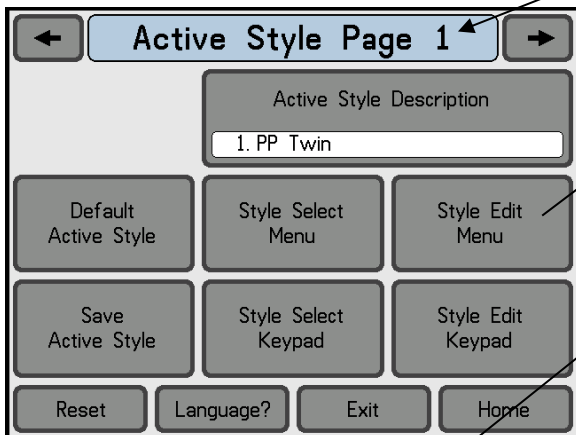 Active Style Page 1
Active Style Description
1. PP Twin
Default
Active Style
Style Select
Menu
Style Edit
Menu
Save
Active Style
Style Select
Keypad
Style Edit
Keypad
Reset
Language?
Exit
Home